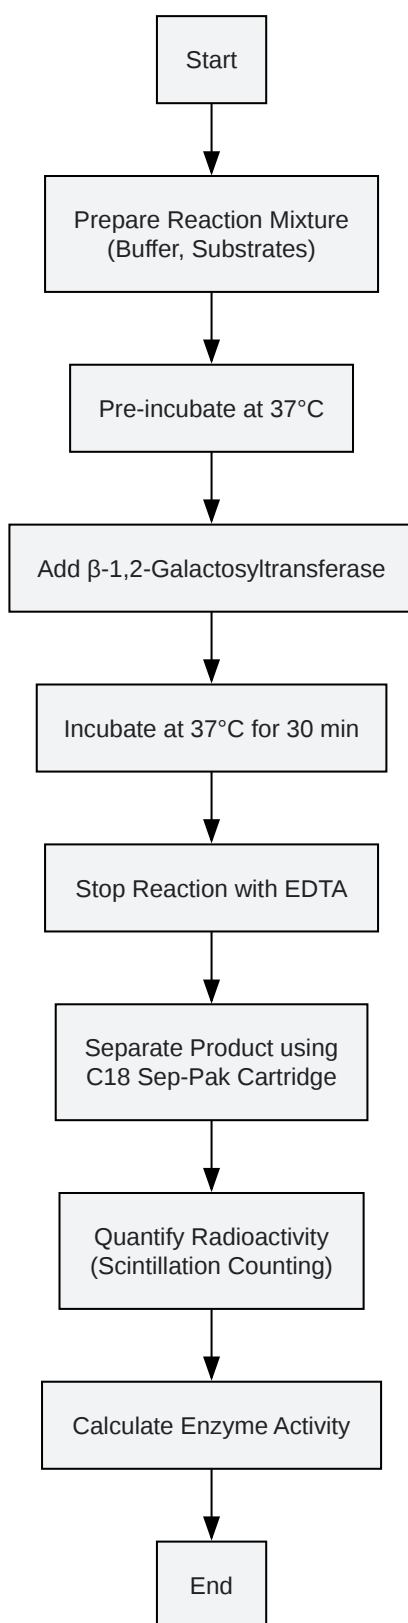 Start
Prepare Reaction Mixture
(Buffer, Substrates)
Pre-incubate at 37°C
Add β-1,2-Galactosyltransferase
Incubate at 37°C for 30 min
Stop Reaction with EDTA
Separate Product using
C18 Sep-Pak Cartridge
Quantify Radioactivity
(Scintillation Counting)
Calculate Enzyme Activity
End